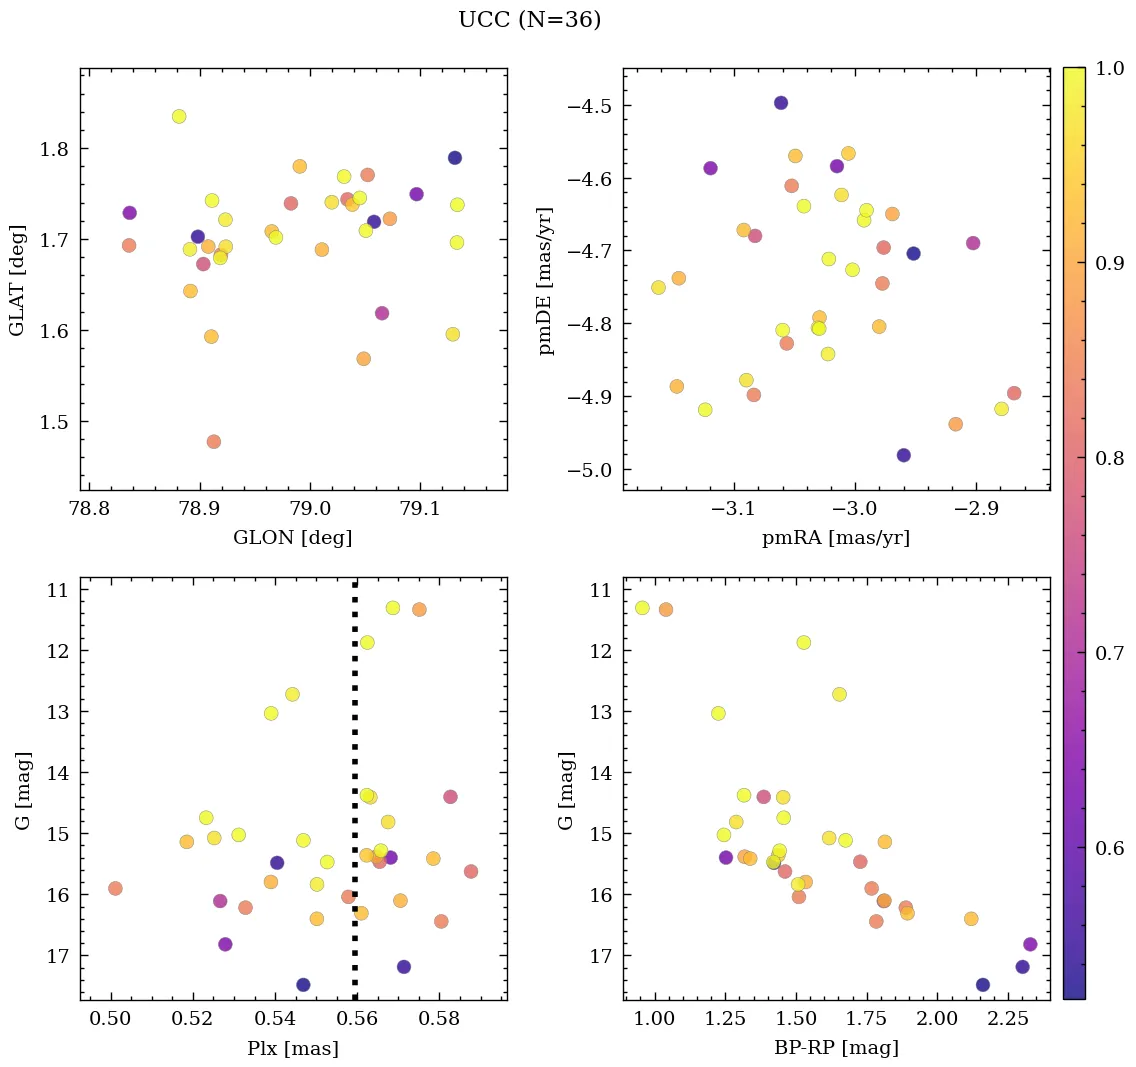 UCC (N=36)
1.8
1.7
1.6
1.5
GLAT [deg]
78.8 78.9 79.0 79.1
GLON [deg]
−4.5
−4.6
−4.7
−4.8
−4.9
−5.0
pmDE [mas/yr]
−3.1 −3.0 −2.9
pmRA [mas/yr]
1.0
0.9
0.8
0.7
0.6
11
12
13
14
15
16
17
G [mag]
0.50 0.52 0.54 0.56 0.58
Plx [mas]
11
12
13
14
15
16
17
G [mag]
1.00 1.25 1.50 1.75 2.00 2.25
BP-RP [mag]